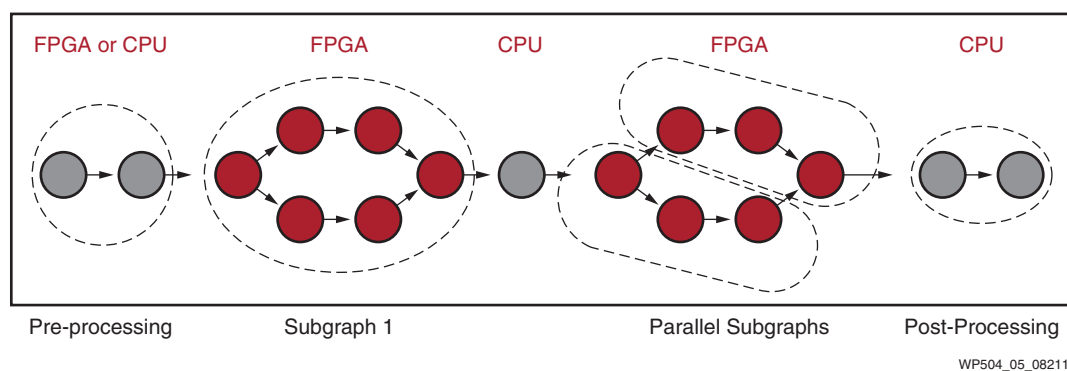 FPGA or CPU FPGA CPU FPGA CPU
Pre-processing Subgraph 1 Parallel Subgraphs Post-Processing
WP504_05_08211